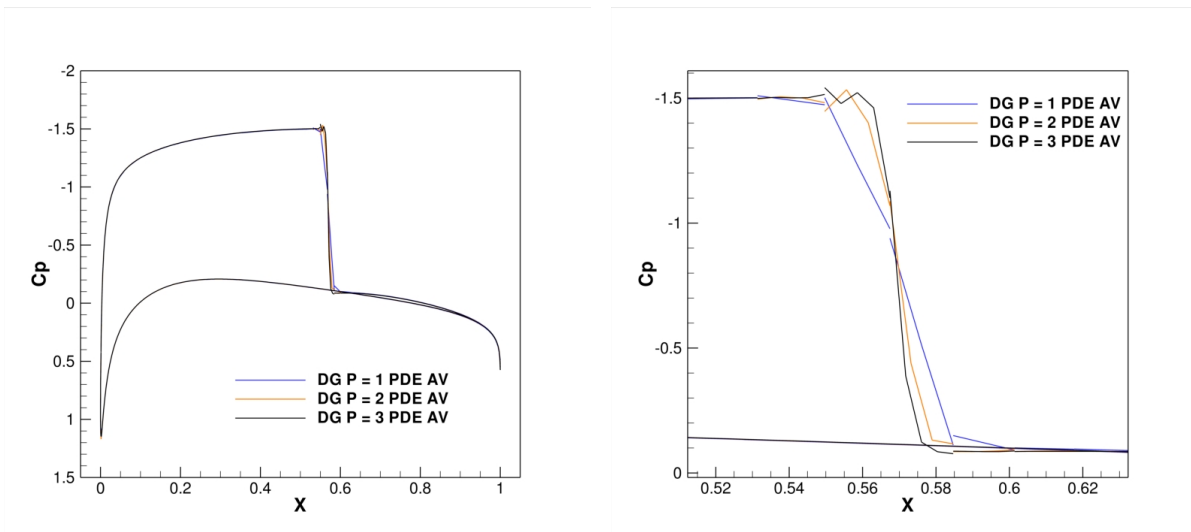 -2
-1.5
-1
-0.5
0
0.5
1
1.5
Cp
0 0.2 0.4 0.6 0.8 1
X
DG P = 1 PDE AV
DG P = 2 PDE AV
DG P = 3 PDE AV
-1.5
-1
-0.5
0
Cp
0.52 0.54 0.56 0.58 0.6 0.62
X
DG P = 1 PDE AV
DG P = 2 PDE AV
DG P = 3 PDE AV